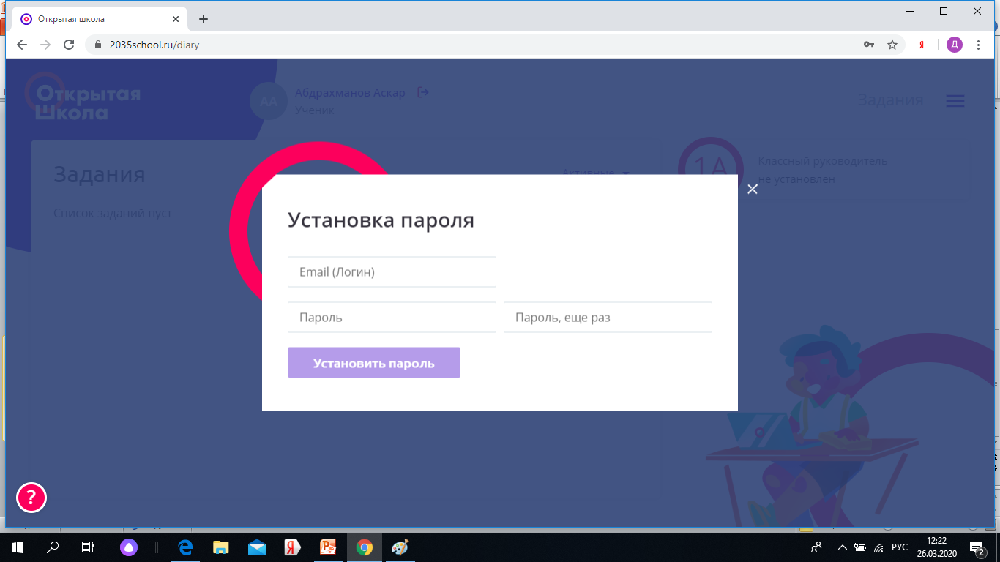 Открытая школа
2035school.ru/diary
Я
Д
Открытая
Школа
АА
Абдрахманов Аскар
Ученик
Задания
Задания
Активные
Список заданий пуст
1А
Классный руководитель
не установлен
Установка пароля
Email (Логин)
Пароль
Пароль, еще раз
Установить пароль
?
Я
РУС
12:22
26.03.2020
2